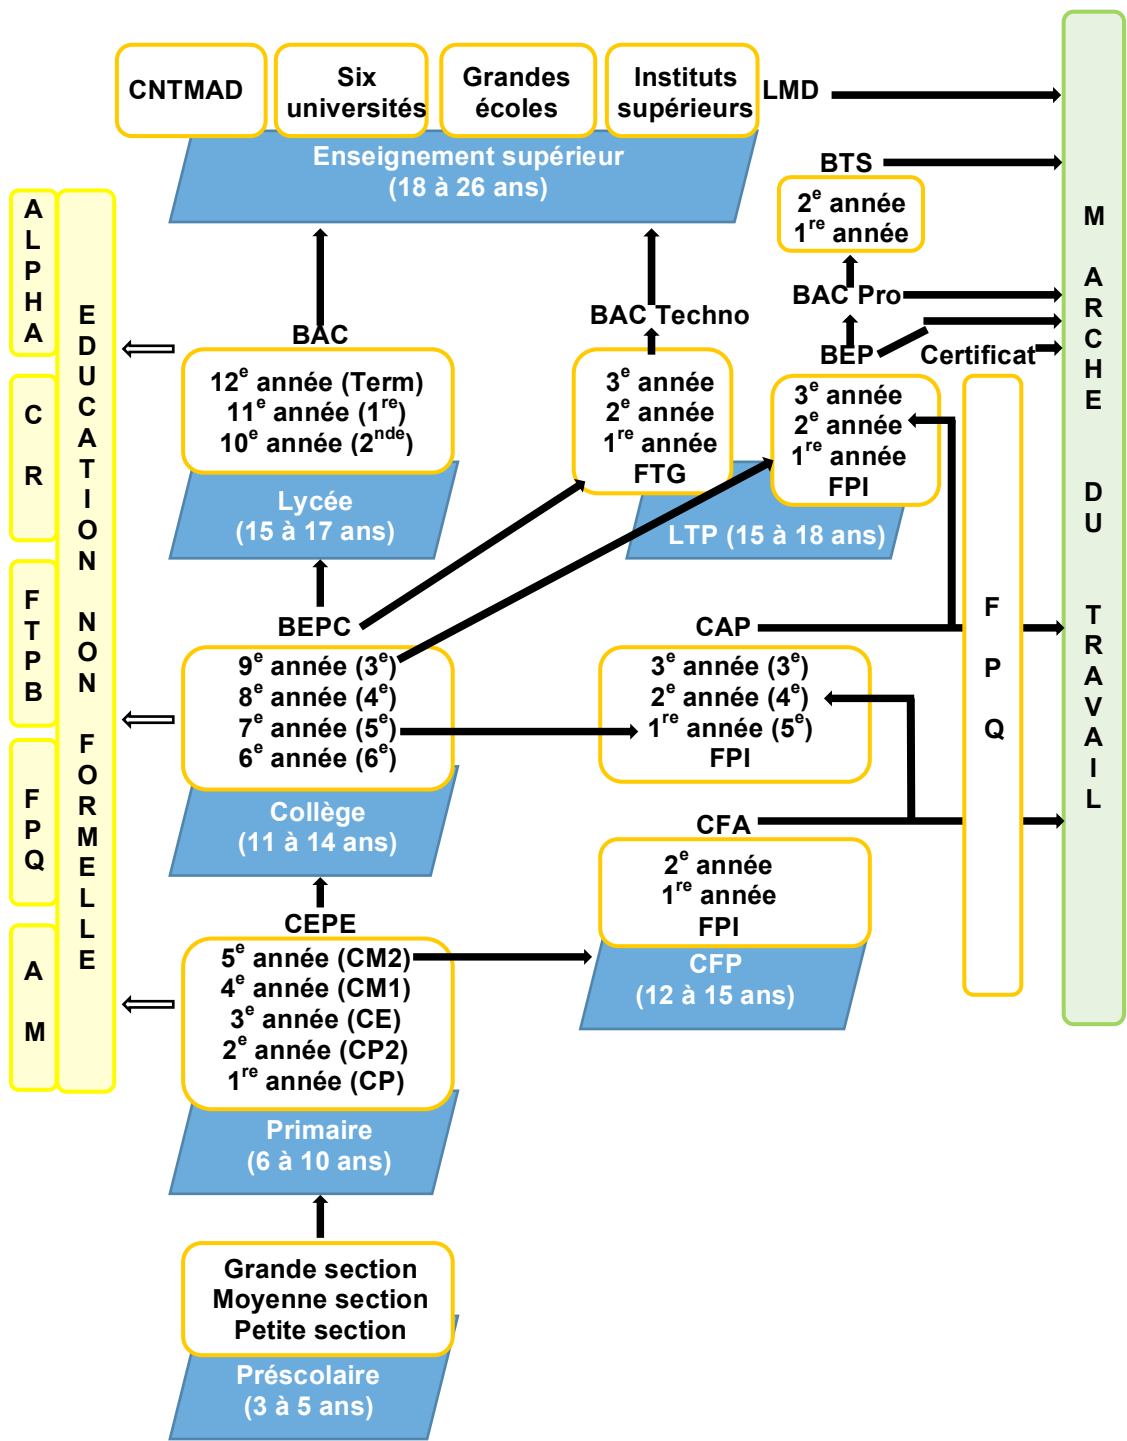 CNTMAD
Six
universités
Grandes
écoles
Instituts
supérieurs
LMD
Enseignement supérieur
(18 à 26 ans)
BTS
2e année
1re année
BAC Pro
BAC
BAC Techno
BEP
Certificat
12e année (Term)
11e année (1re)
10e année (2nde)
Lycée
(15 à 17 ans)
3e année
2e année
1re année
FTG
3e année
2e année
1re année
FPI
LTP (15 à 18 ans)
BEPC
CAP
9e année (3e)
8e année (4e)
7e année (5e)
6e année (6e)
Collège
(11 à 14 ans)
3e année (3e)
2e année (4e)
1re année (5e)
FPI
CFA
2e année
1re année
FPI
CFP
(12 à 15 ans)
CEPE
5e année (CM2)
4e année (CM1)
3e année (CE)
2e année (CP2)
1re année (CP)
Primaire
(6 à 10 ans)
Grande section
Moyenne section
Petite section
Préscolaire
(3 à 5 ans)
ALPHA
CR
FTPB
FPQ
AM
EDUCATION NON FORMELLE
FPQ
MARCHE DU TRAVAIL